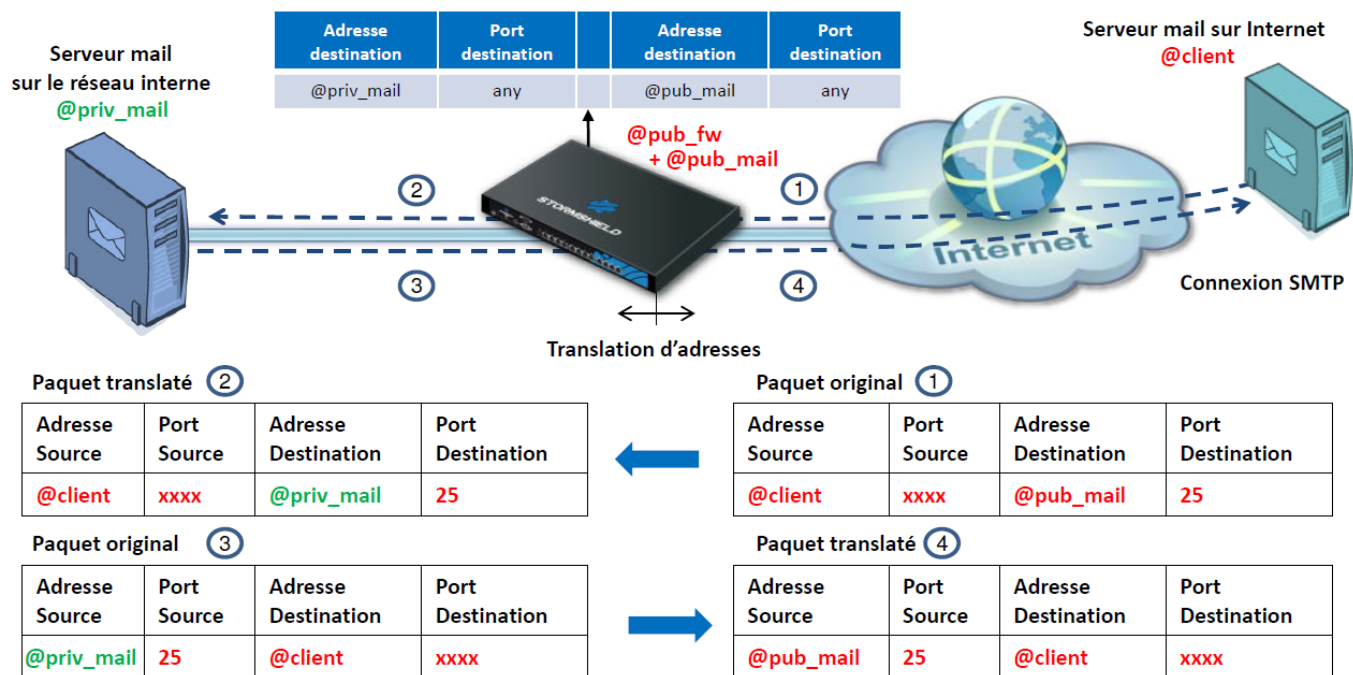 Serveur mail
sur le réseau interne
@priv_mail
Adresse destination | Port destination | | Adresse destination | Port destination
@priv_mail | any | | @pub_mail | any
Serveur mail sur Internet
@client
@pub_fw
+ @pub_mail
2
1
STORMSHIELD
Internet
3
4
Connexion SMTP
Translation d'adresses
Paquet translaté 2
Adresse Source | Port Source | Adresse Destination | Port Destination
@client | xxxx | @priv_mail | 25
Paquet original 1
Adresse Source | Port Source | Adresse Destination | Port Destination
@client | xxxx | @pub_mail | 25
Paquet original 3
Adresse Source | Port Source | Adresse Destination | Port Destination
@priv_mail | 25 | @client | xxxx
Paquet translaté 4
Adresse Source | Port Source | Adresse Destination | Port Destination
@pub_mail | 25 | @client | xxxx